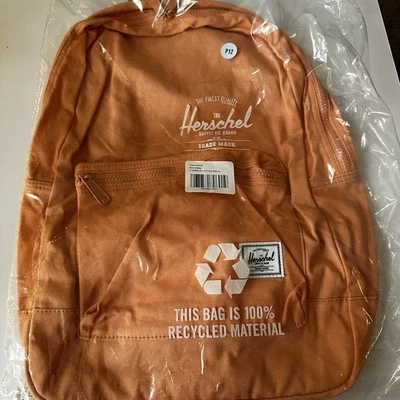 P12
THE FINEST QUALITY
THE
Herschel
SUPPLY CO. BRAND
TRADE MARK
Herschel
THIS BAG IS 100%
RECYCLED MATERIAL